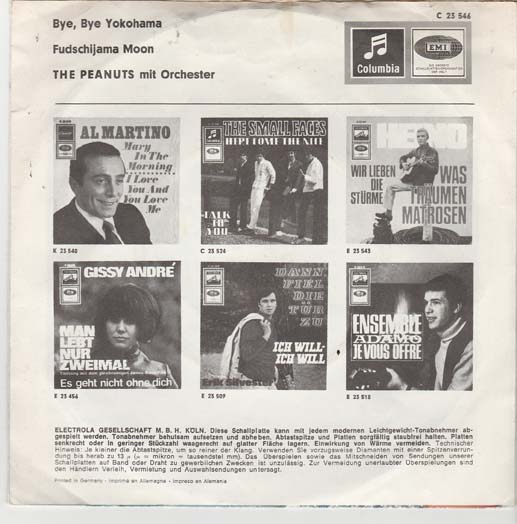 C 23 546
Bye, Bye Yokohama
Fudschijama Moon
THE PEANUTS mit Orchester
Columbia
EMI
AL MARTINO
Mary
In The
Morning
I Love
You And
You Love
Me
K 23 540
THE SMALL FACES
HERE COME THE NICE
TALK
TO
YOU
C 23 524
WIR LIEBEN
DIE
STÜRME
WAS
TRÄUMEN
MATROSEN
E 23 543
GISSY ANDRÉ
MAN
LEBT
NUR
ZWEIMAL
Es geht nicht ohne dich
E 23 456
DANN
FIEL
DIE
TÜR
ZU
ICH WILL-
ICH WILL
Erik Silvester
E 23 509
ENSEMBLE
ADAMO
JE VOUS OFFRE
E 23 518
ELECTROLA GESELLSCHAFT M. B. H. KÖLN. Diese Schallplatte kann mit jedem modernen Leichtgewicht-Tonabnehmer ab-
gespielt werden. Tonabnehmer behutsam aufsetzen und abheben. Abtastspitze und Platten sorgfältig staubfrei halten. Platten
senkrecht oder in geringer Stückzahl waagerecht auf glatter Fläche lagern. Einwirkung von Wärme vermeiden. Technischer
Hinweis: Je kleiner die Abtastspitze, um so reiner der Klang. Verwenden Sie vorzugsweise Diamanten mit einer Spitzenverrun-
dung bis herab zu 13 µ (µ = mikron = tausendstel mm). Das Überspielen sowie das Mitschneiden von Sendungen unserer
Schallplatten auf Band oder Draht zu gewerblichen Zwecken ist unzulässig. Zur Vermeidung unerlaubter Überspielungen sind
den Händlern Verleih, Vermietung und Auswahlsendungen untersagt.
Printed in Germany - Imprimé en Allemagne - Impreso en Alemania